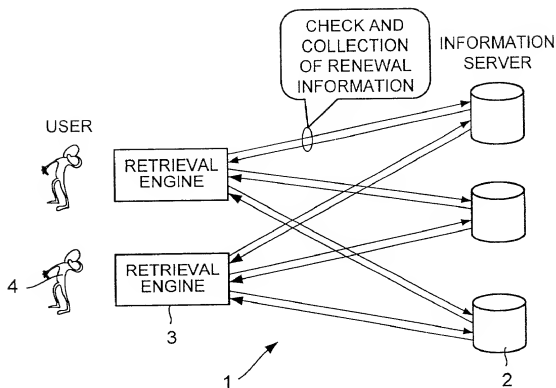 CHECK AND
COLLECTION
OF RENEWAL
INFORMATION
INFORMATION
SERVER
USER
RETRIEVAL
ENGINE
RETRIEVAL
ENGINE
4
3
1
2